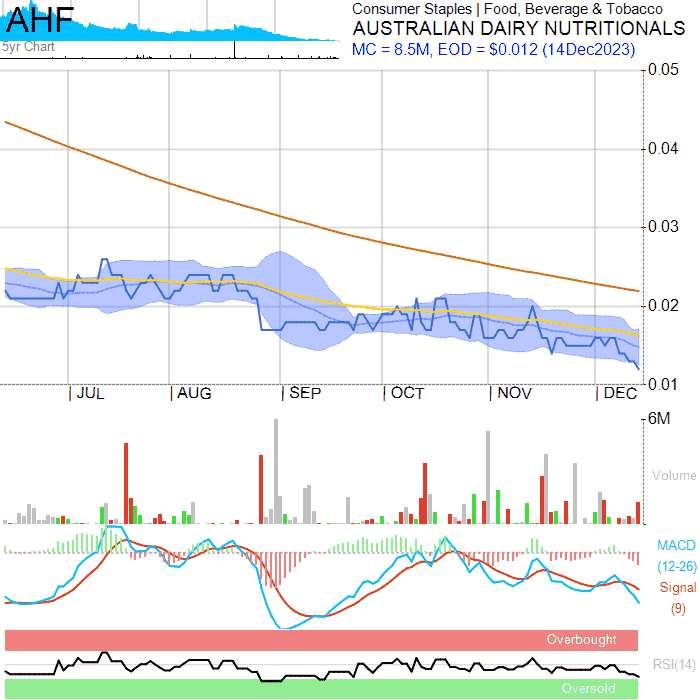 AHF
5yr Chart
Consumer Staples | Food, Beverage & Tobacco
AUSTRALIAN DAIRY NUTRITIONALS
MC = 8.5M, EOD = $0.012 (14Dec2023)
0.05
0.04
0.03
0.02
0.01
| JUL | AUG | SEP | OCT | NOV | DEC
6M
Volume
MACD
(12-26)
Signal
(9)
Overbought
RSI(14)
Oversold